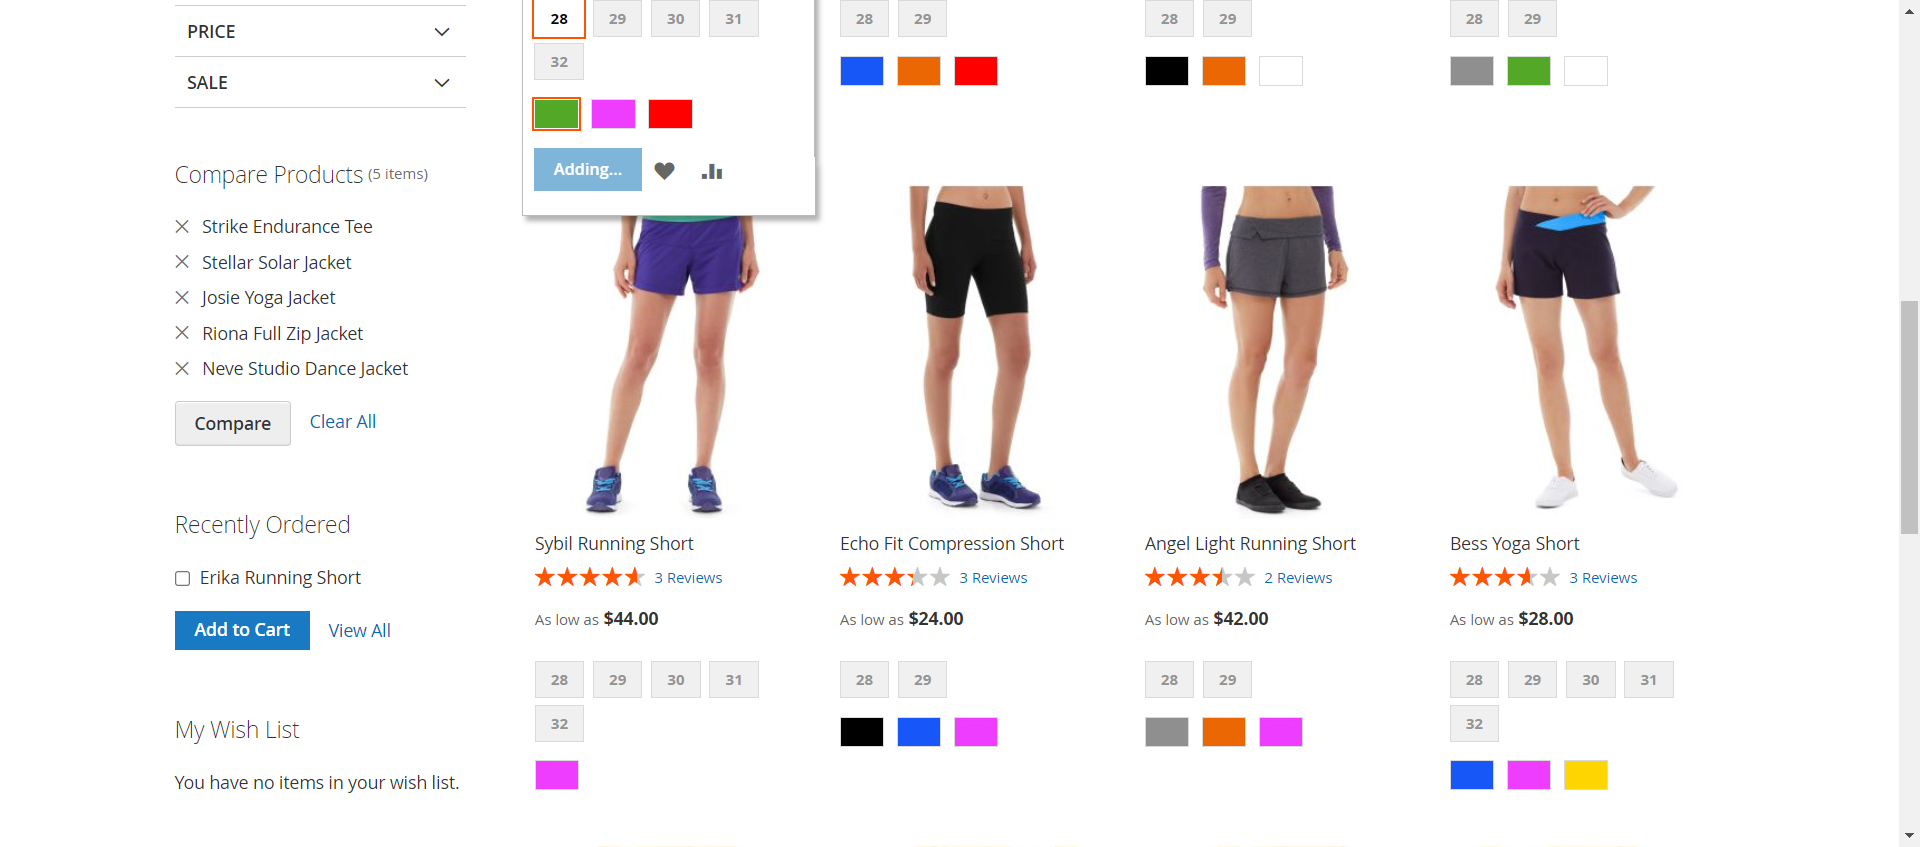 PRICE
SALE
Compare Products (5 items)
Strike Endurance Tee
Stellar Solar Jacket
Josie Yoga Jacket
Riona Full Zip Jacket
Neve Studio Dance Jacket
Compare Clear All
Recently Ordered
Erika Running Short
Add to Cart View All
My Wish List
You have no items in your wish list.
28 29 30 31
32
Adding...
28 29
28 29
28 29
Sybil Running Short
3 Reviews
As low as $44.00
28 29 30 31
32
Echo Fit Compression Short
3 Reviews
As low as $24.00
28 29
Angel Light Running Short
2 Reviews
As low as $42.00
28 29
Bess Yoga Short
3 Reviews
As low as $28.00
28 29 30 31
32